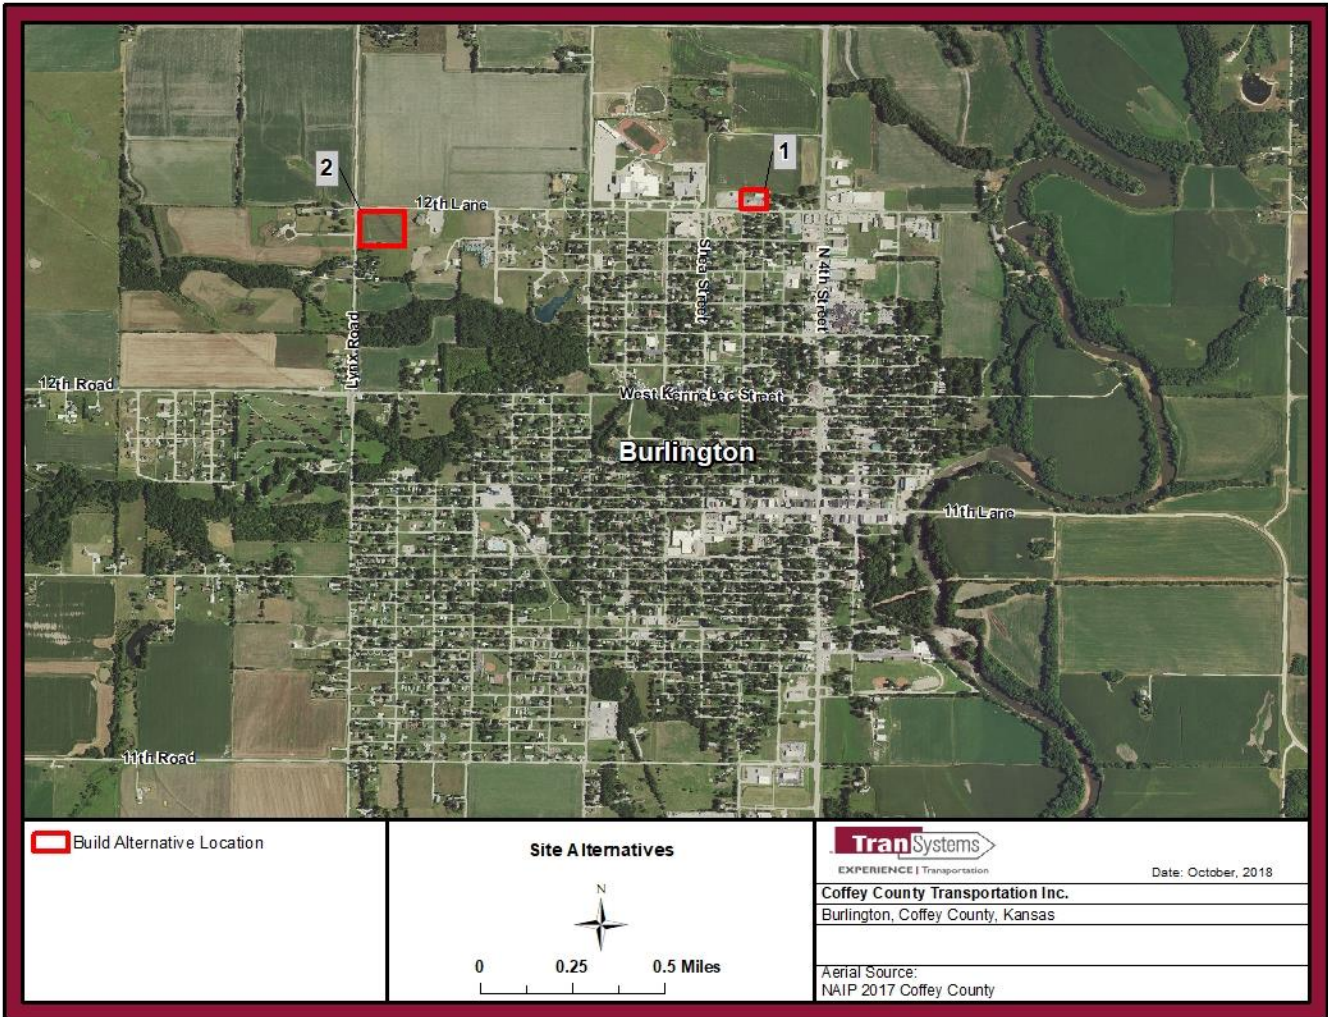 1
2
12th Lane
Shea Street
N 4th Street
Lynx Road
12th Road
West Kennebec Street
Burlington
11th Lane
11th Road
Build Alternative Location
Site Alternatives
N
0 0.25 0.5 Miles
TranSystems
EXPERIENCE | Transportation
Date: October, 2018
Coffey County Transportation Inc.
Burlington, Coffey County, Kansas
Aerial Source:
NAIP 2017 Coffey County